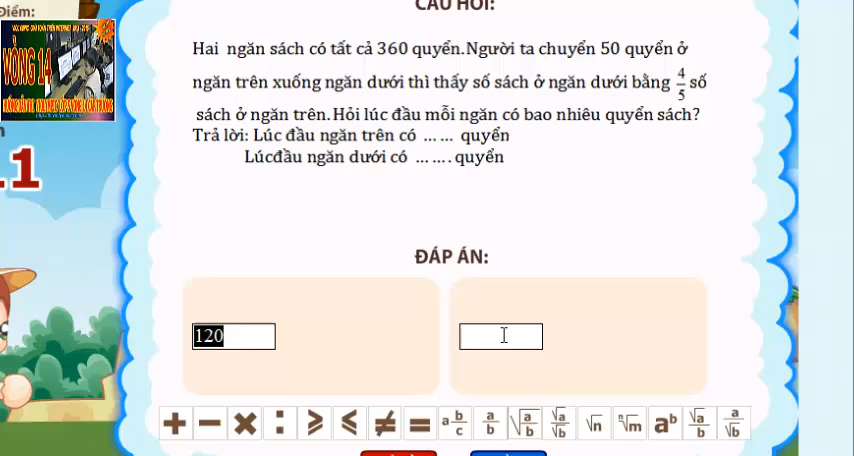 Điểm:
CÂU HỎI:
VÒNG 14
Hai ngăn sách có tất cả 360 quyển.Người ta chuyển 50 quyển ở
ngăn trên xuống ngăn dưới thì thấy số sách ở ngăn dưới bằng 4/5 số
sách ở ngăn trên.Hỏi lúc đầu mỗi ngăn có bao nhiêu quyển sách?
Trả lời: Lúc đầu ngăn trên có ... ... quyển
1
Lúcđầu ngăn dưới có ... .... quyển
ĐÁP ÁN:
120
+ − × : > < ≠ = a b/c a/b √a/b √a/√b √n ⁿ√m aᵇ √a/b a/√b